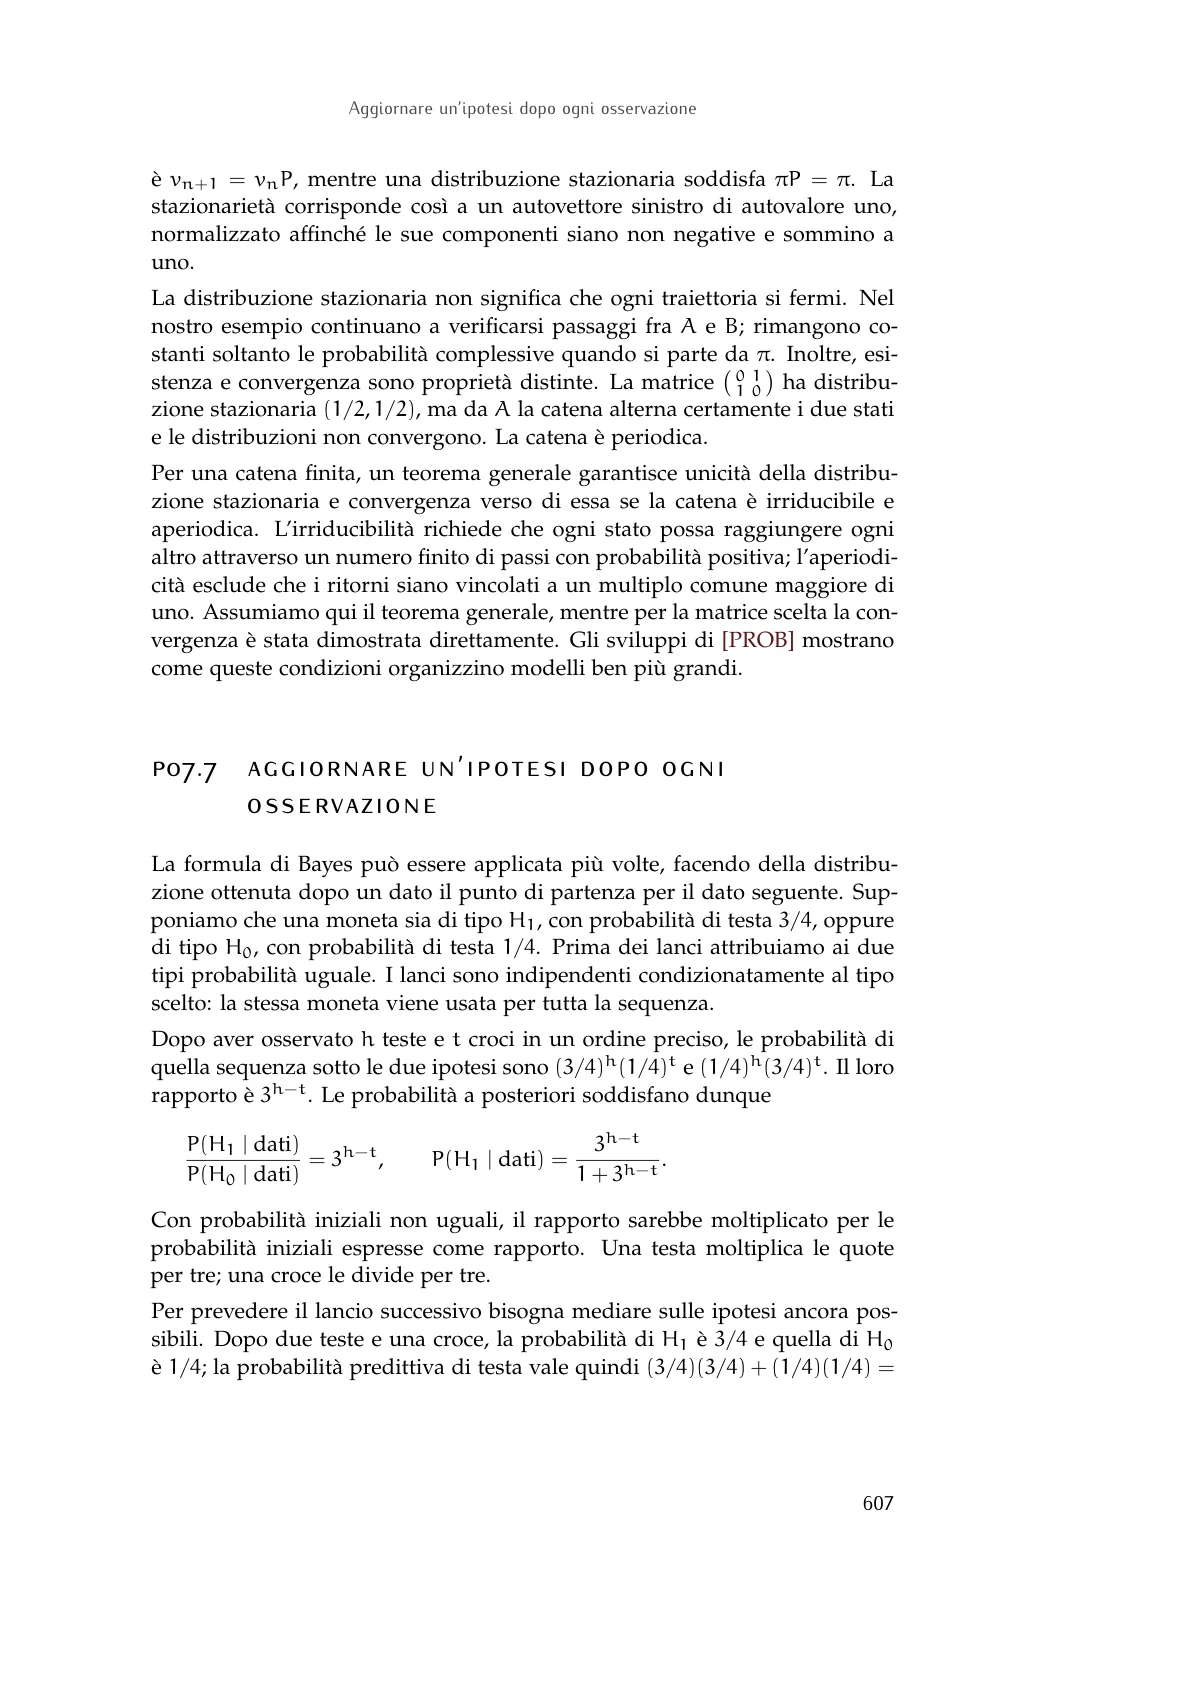 Aggiornare un'ipotesi dopo ogni osservazione
è νₙ₊₁ = νₙP, mentre una distribuzione stazionaria soddisfa πP = π. La
stazionarietà corrisponde così a un autovettore sinistro di autovalore uno,
normalizzato affinché le sue componenti siano non negative e sommino a
uno.
La distribuzione stazionaria non significa che ogni traiettoria si fermi. Nel
nostro esempio continuano a verificarsi passaggi fra A e B; rimangono co-
stanti soltanto le probabilità complessive quando si parte da π. Inoltre, esi-
stenza e convergenza sono proprietà distinte. La matrice (0 1 / 1 0) ha distribu-
zione stazionaria (1/2, 1/2), ma da A la catena alterna certamente i due stati
e le distribuzioni non convergono. La catena è periodica.
Per una catena finita, un teorema generale garantisce unicità della distribu-
zione stazionaria e convergenza verso di essa se la catena è irriducibile e
aperiodica. L'irriducibilità richiede che ogni stato possa raggiungere ogni
altro attraverso un numero finito di passi con probabilità positiva; l'aperiodi-
cità esclude che i ritorni siano vincolati a un multiplo comune maggiore di
uno. Assumiamo qui il teorema generale, mentre per la matrice scelta la con-
vergenza è stata dimostrata direttamente. Gli sviluppi di [PROB] mostrano
come queste condizioni organizzino modelli ben più grandi.
P07.7 AGGIORNARE UN'IPOTESI DOPO OGNI
OSSERVAZIONE
La formula di Bayes può essere applicata più volte, facendo della distribu-
zione ottenuta dopo un dato il punto di partenza per il dato seguente. Sup-
poniamo che una moneta sia di tipo H₁, con probabilità di testa 3/4, oppure
di tipo H₀, con probabilità di testa 1/4. Prima dei lanci attribuiamo ai due
tipi probabilità uguale. I lanci sono indipendenti condizionatamente al tipo
scelto: la stessa moneta viene usata per tutta la sequenza.
Dopo aver osservato h teste e t croci in un ordine preciso, le probabilità di
quella sequenza sotto le due ipotesi sono (3/4)ʰ(1/4)ᵗ e (1/4)ʰ(3/4)ᵗ. Il loro
rapporto è 3ʰ⁻ᵗ. Le probabilità a posteriori soddisfano dunque
P(H₁ | dati) / P(H₀ | dati) = 3ʰ⁻ᵗ, P(H₁ | dati) = 3ʰ⁻ᵗ / (1 + 3ʰ⁻ᵗ).
Con probabilità iniziali non uguali, il rapporto sarebbe moltiplicato per le
probabilità iniziali espresse come rapporto. Una testa moltiplica le quote
per tre; una croce le divide per tre.
Per prevedere il lancio successivo bisogna mediare sulle ipotesi ancora pos-
sibili. Dopo due teste e una croce, la probabilità di H₁ è 3/4 e quella di H₀
è 1/4; la probabilità predittiva di testa vale quindi (3/4)(3/4) + (1/4)(1/4) =
607